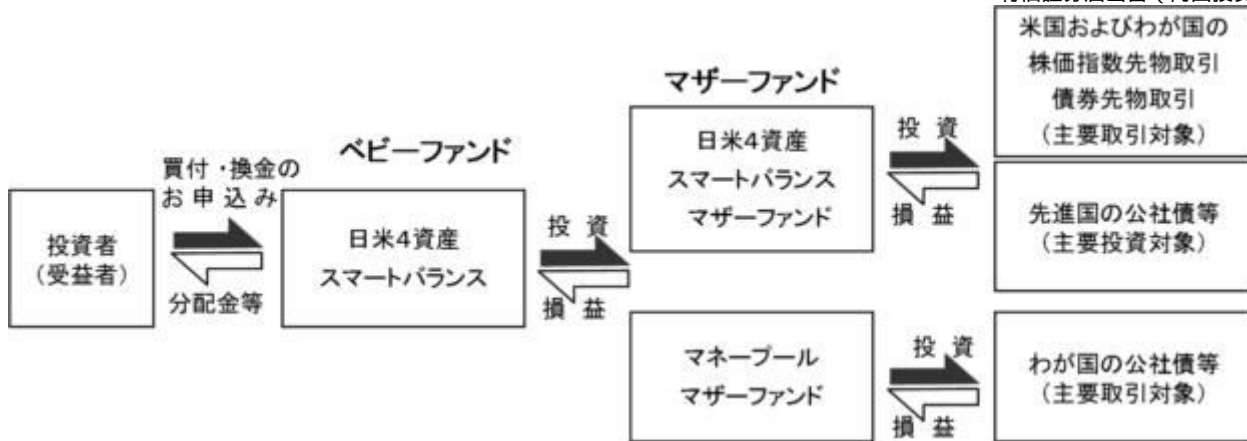 米国およびわが国の
株価指数先物取引
債券先物取引
（主要取引対象）
マザーファンド
日米4資産
スマートバランス
マザーファンド
投 資
損 益
ベビーファンド
買付・換金の
お 申 込 み
投資者
（受益者）
分配金等
日米4資産
スマートバランス
投 資
損 益
先進国の公社債等
（主要投資対象）
マネープール
マザーファンド
投 資
損 益
わが国の公社債等
（主要取引対象）